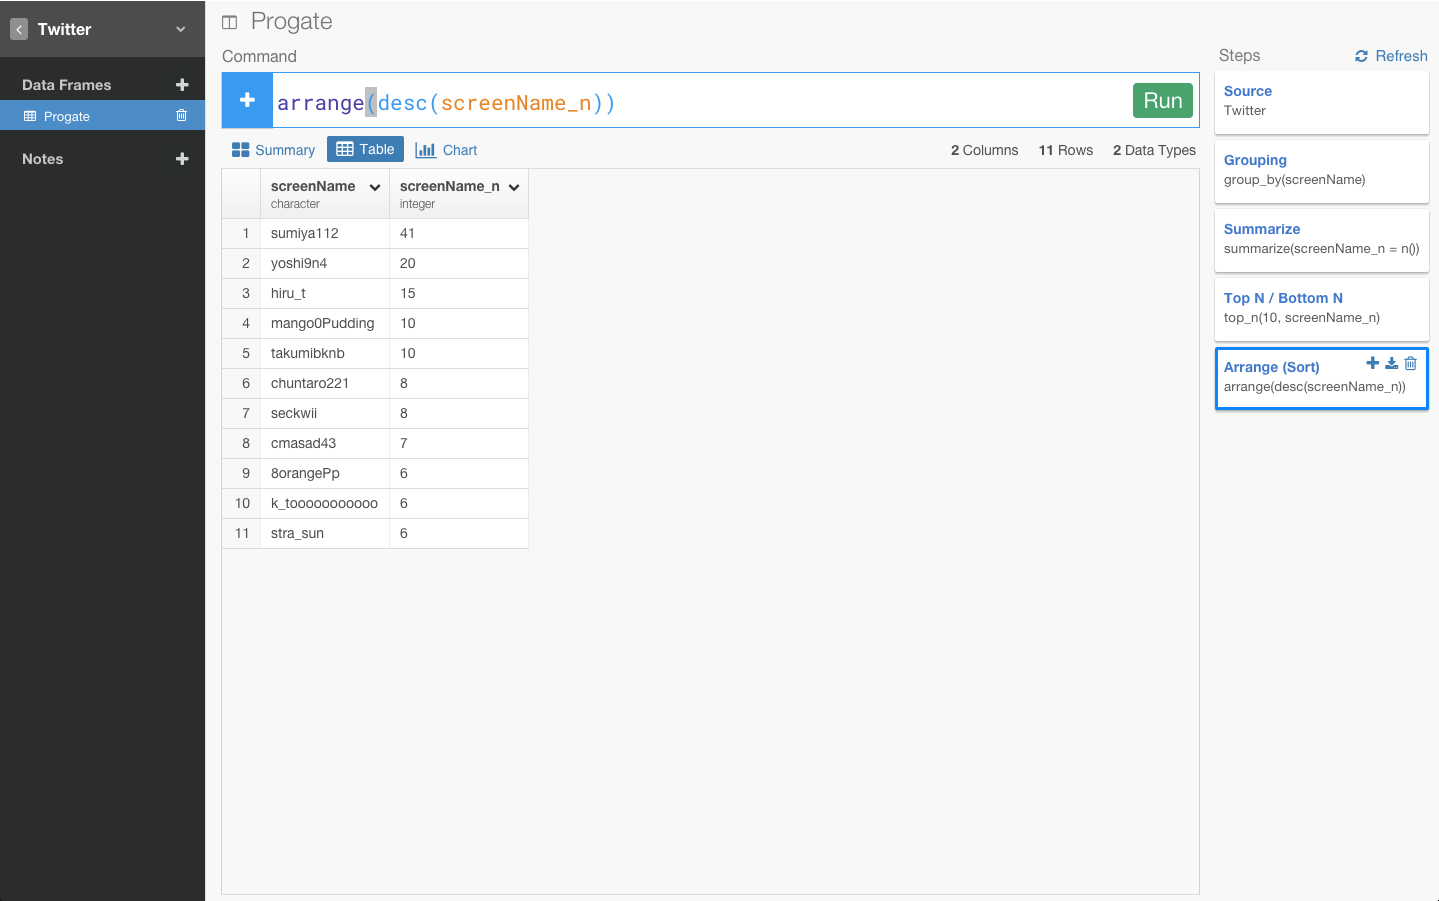 Twitter
Data Frames
Progate
Notes
Progate
Command
arrange(desc(screenName_n))
Run
Summary Table Chart
2 Columns 11 Rows 2 Data Types
screenName screenName_n
character integer
1 sumiya112 41
2 yoshi9n4 20
3 hiru_t 15
4 mango0Pudding 10
5 takumibknb 10
6 chuntaro221 8
7 seckwii 8
8 cmasad43 7
9 8orangePp 6
10 k_tooooooooooo 6
11 stra_sun 6
Steps Refresh
Source
Twitter
Grouping
group_by(screenName)
Summarize
summarize(screenName_n = n())
Top N / Bottom N
top_n(10, screenName_n)
Arrange (Sort)
arrange(desc(screenName_n))